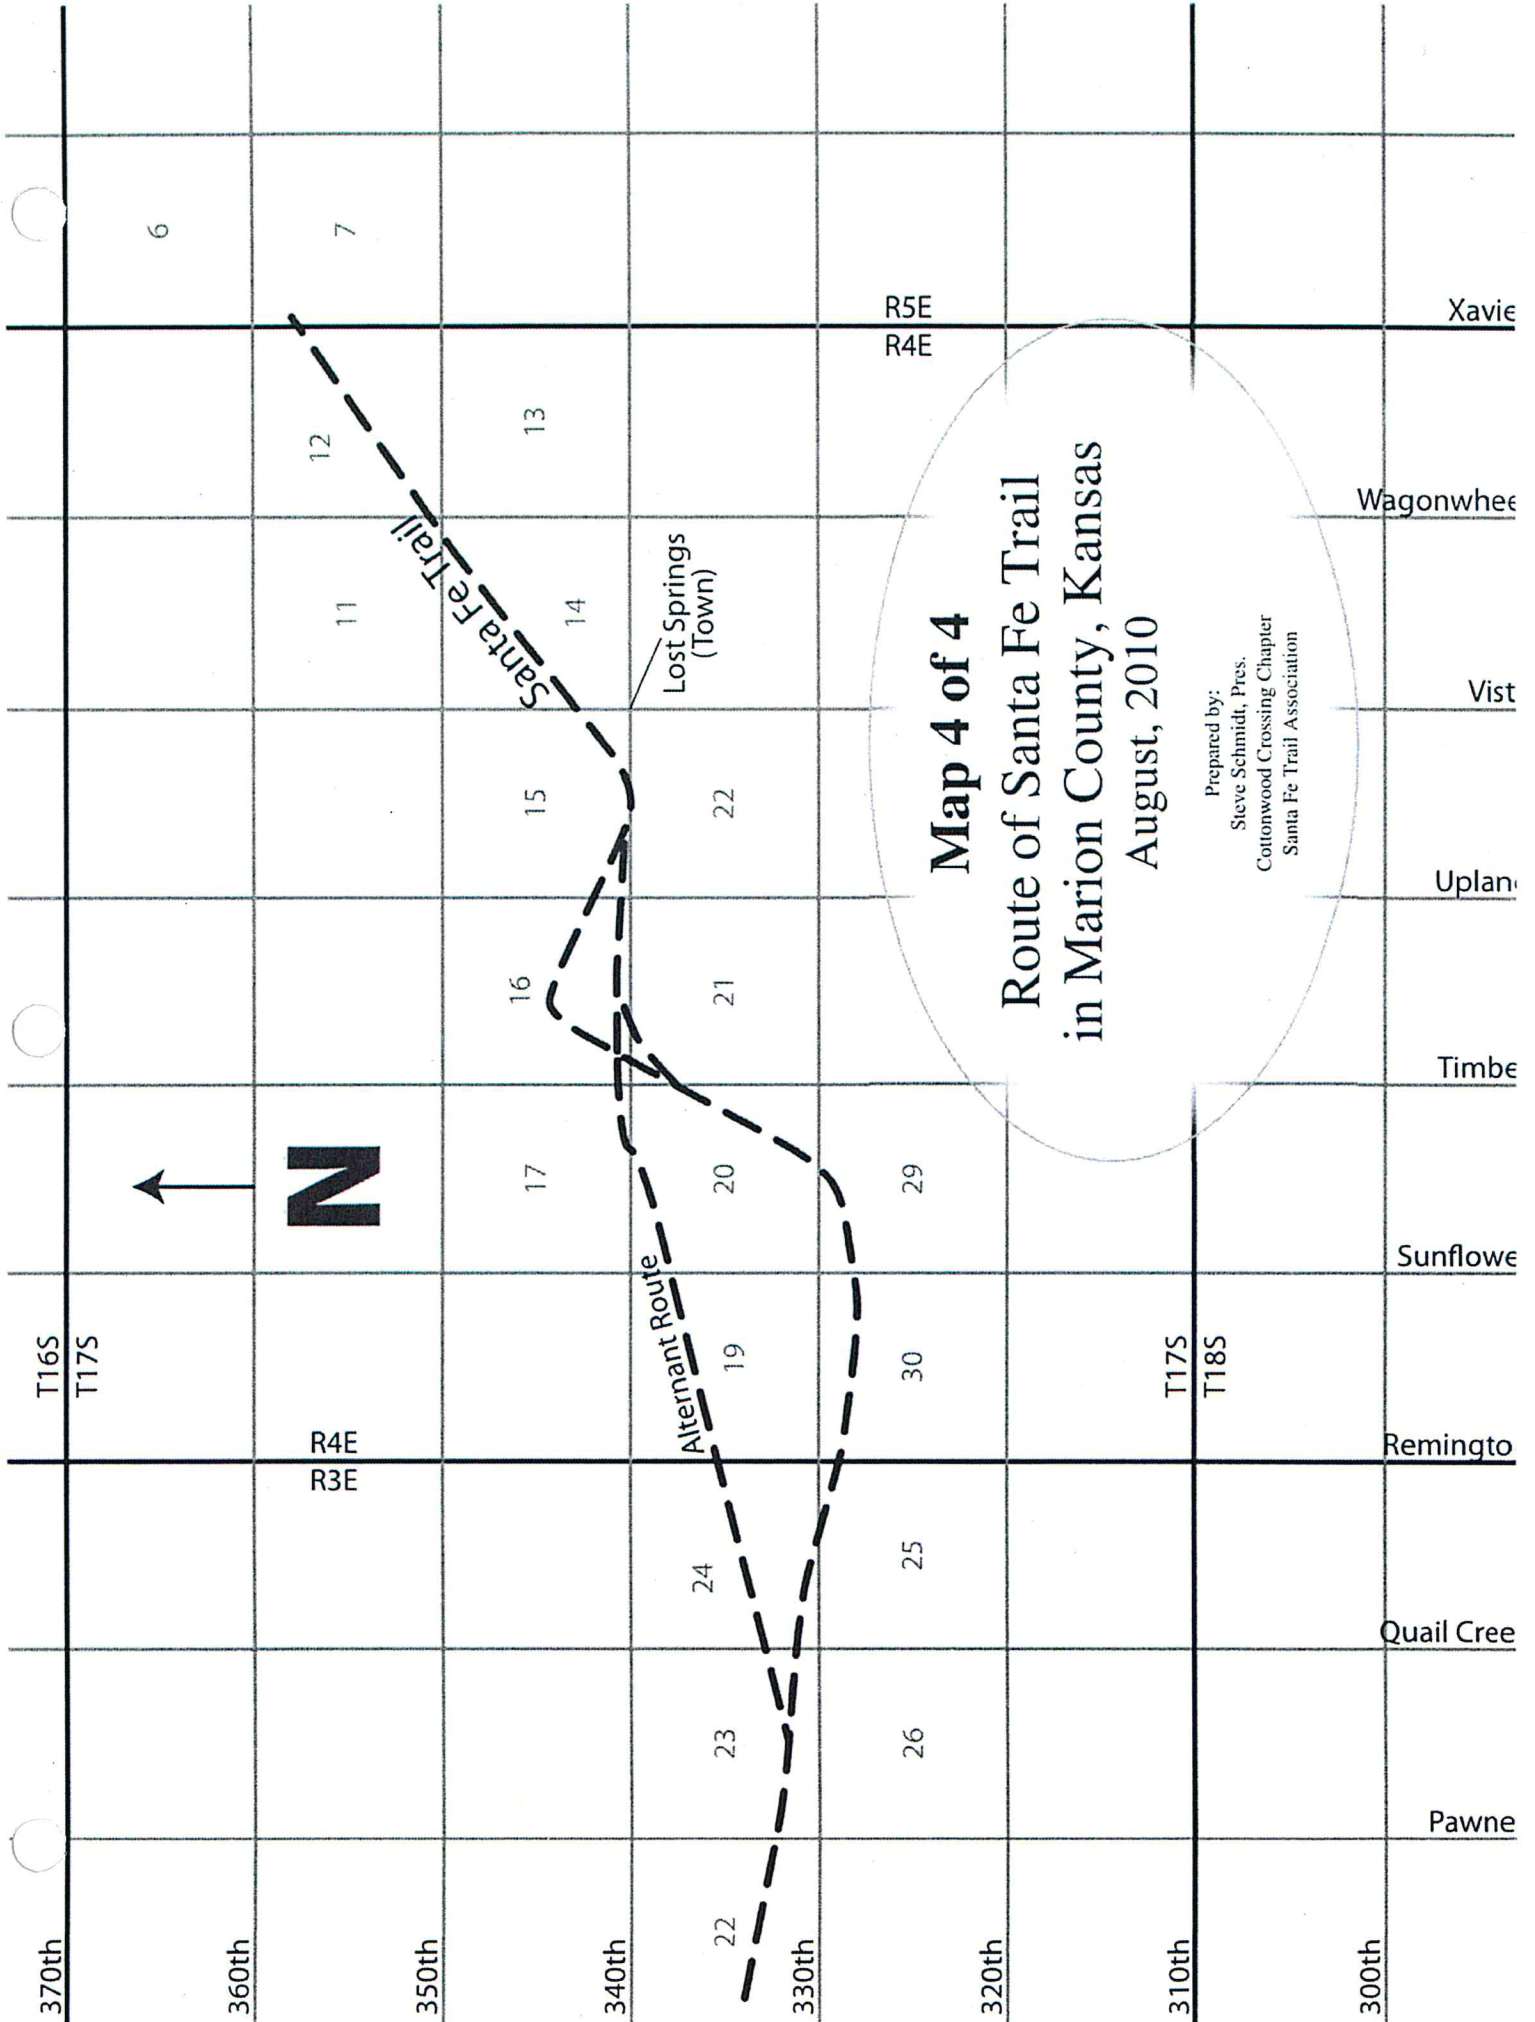 T16S
T17S
R4E
R3E
R5E
R4E
T17S
T18S
370th
360th
350th
340th
330th
320th
310th
300th
6
7
12
13
11
14
15
22
16
21
17
20
29
19
30
24
25
23
26
22
Santa Fe Trail
Alternant Route
Lost Springs
(Town)
N
Map 4 of 4
Route of Santa Fe Trail
in Marion County, Kansas
August, 2010
Prepared by:
Steve Schmidt, Pres.
Cottonwood Crossing Chapter
Santa Fe Trail Association
Pawne
Quail Cree
Remingto
Sunflowe
Timbe
Uplan
Vist
Wagonwhee
Xavie